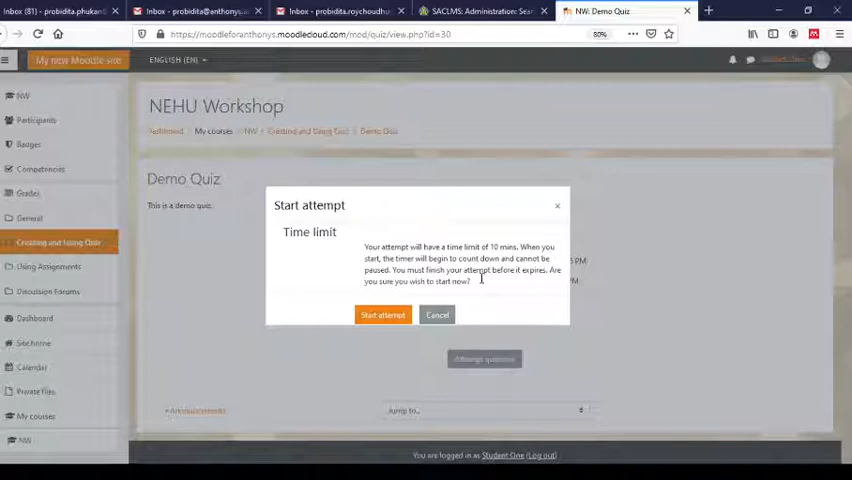 Inbox (81) - probidita.phukan
Inbox - probidita@anthonys.ac
Inbox - probidita.roychoudhury
SACLMS: Administration: Sear
NW: Demo Quiz
https://moodleforanthonys.moodlecloud.com/mod/quiz/view.php?id=30
80%
My new Moodle site
ENGLISH (EN)
NW
Participants
Badges
Competencies
Grades
General
Creating and Using Quiz
Using Assignments
Discussion Forums
Dashboard
Site home
Calendar
Private files
My courses
NW
NEHU Workshop
Dashboard
My courses
NW
Creating and Using Quiz
Demo Quiz
Demo Quiz
This is a demo quiz.
Start attempt
×
Time limit
Your attempt will have a time limit of 10 mins. When you
start, the timer will begin to count down and cannot be
paused. You must finish your attempt before it expires. Are
you sure you wish to start now?
PM
PM
Start attempt
Cancel
Attempt quiz now
Announcements
Jump to...
You are logged in as Student One (Log out)